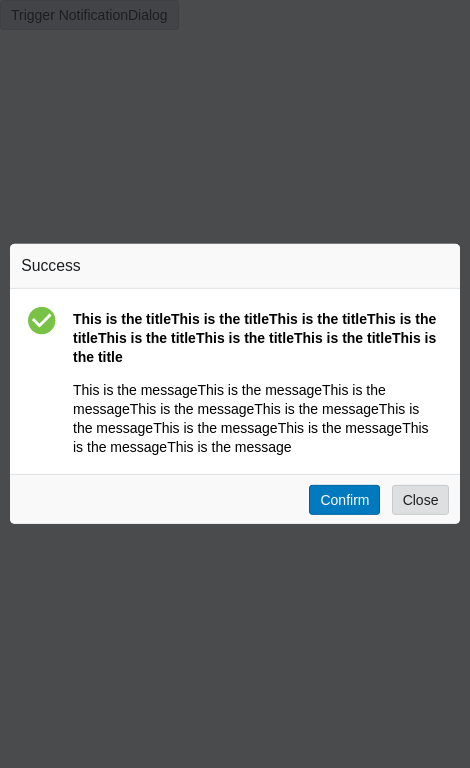 Trigger NotificationDialog
Success
This is the titleThis is the titleThis is the titleThis is the
titleThis is the titleThis is the titleThis is the titleThis is
the title
This is the messageThis is the messageThis is the
messageThis is the messageThis is the messageThis is
the messageThis is the messageThis is the messageThis
is the messageThis is the message
Confirm
Close